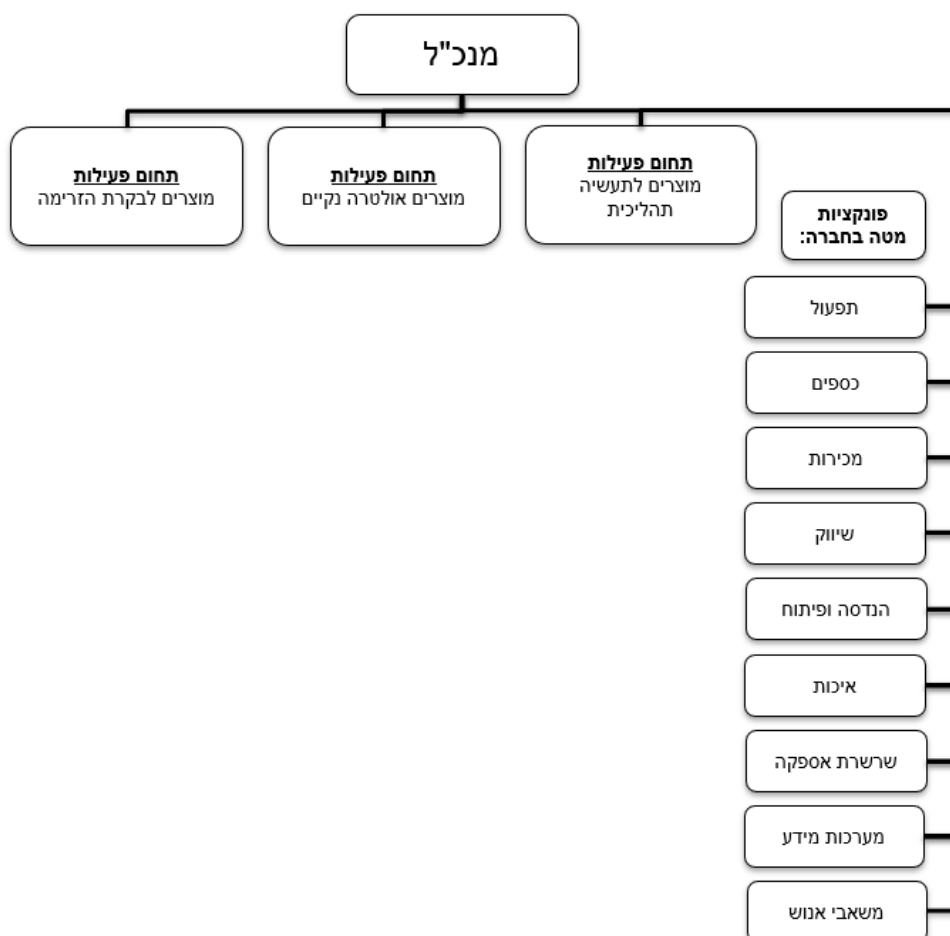 מנכ"ל
תחום פעילות
מוצרים לתעשיה
תהליכית
תחום פעילות
מוצרים אולטרה נקיים
תחום פעילות
מוצרים לבקרת הזרימה
פונקציות
מטה בחברה:
תפעול
כספים
מכירות
שיווק
הנדסה ופיתוח
איכות
שרשרת אספקה
מערכות מידע
משאבי אנוש